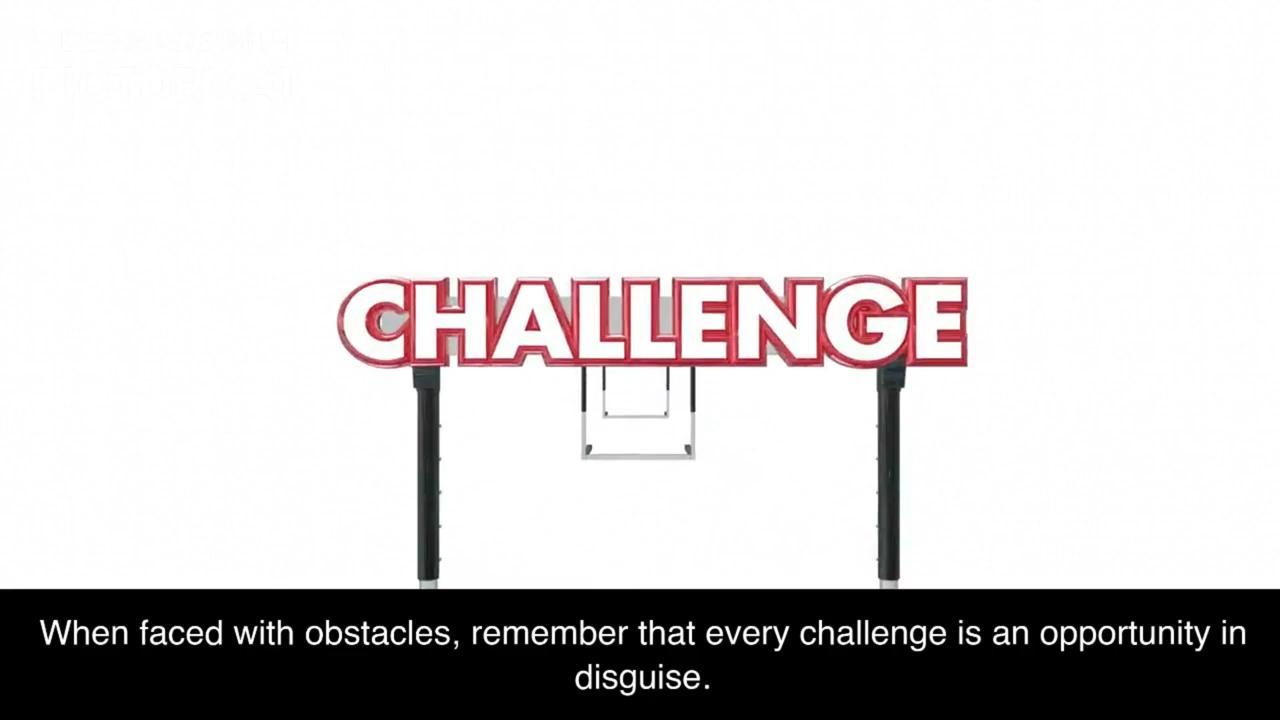 CHALLENGE
When faced with obstacles, remember that every challenge is an opportunity in
disguise.